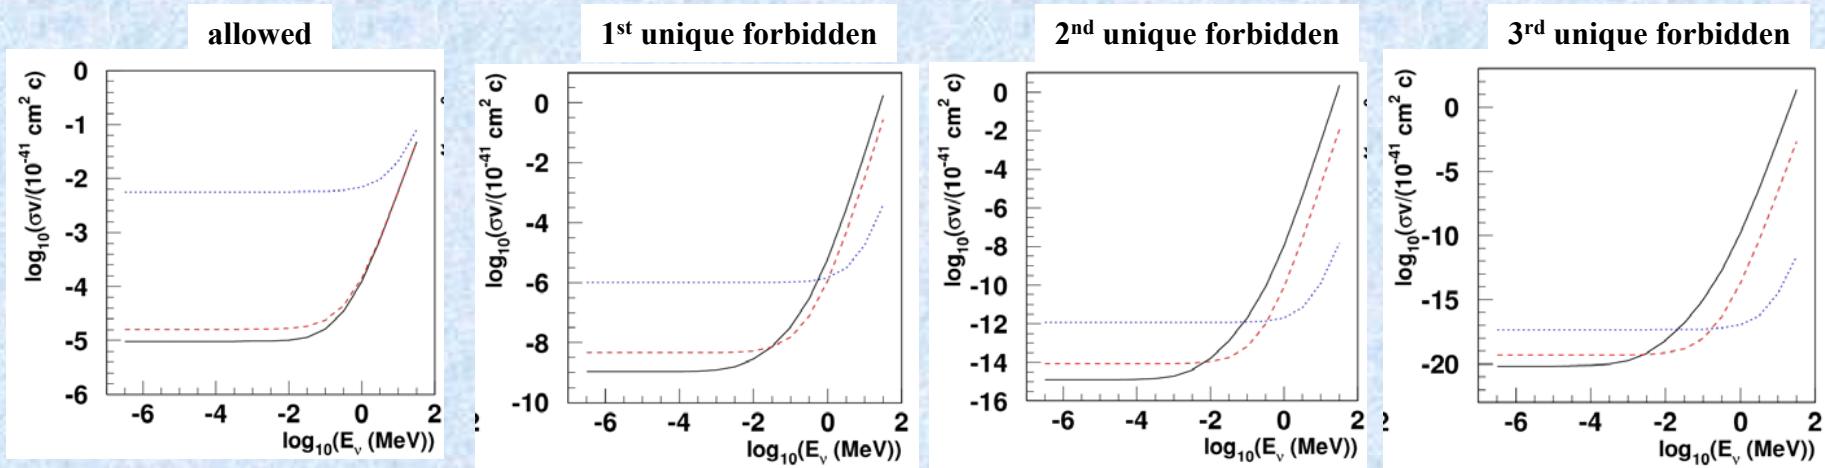 allowed
1st unique forbidden
2nd unique forbidden
3rd unique forbidden
log10(σv/(10-41 cm2 c)
0
-1
-2
-3
-4
-5
-6
-6 -4 -2 0 2
log10(Eν (MeV))
log10(σv/(10-41 cm2 c)
0
-2
-4
-6
-8
-10
-6 -4 -2 0 2
log10(Eν (MeV))
log10(σv/(10-41 cm2 c)
0
-2
-4
-6
-8
-10
-12
-14
-16
-6 -4 -2 0 2
log10(Eν (MeV))
log10(σv/(10-41 cm2 c)
0
-5
-10
-15
-20
-6 -4 -2 0 2
log10(Eν (MeV))